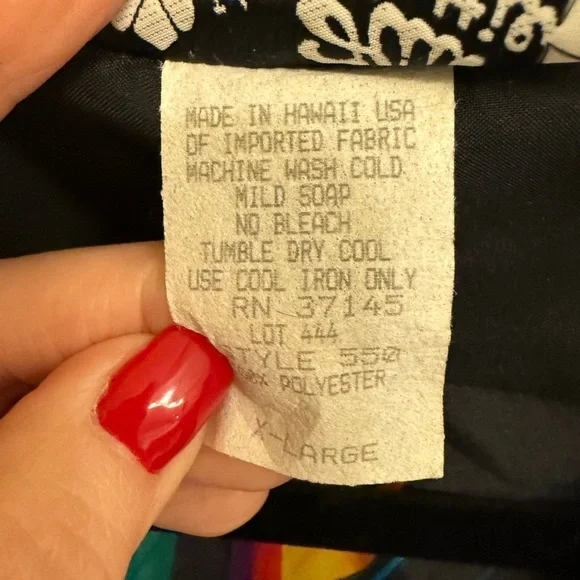 MADE IN HAWAII USA
OF IMPORTED FABRIC
MACHINE WASH COLD
MILD SOAP
NO BLEACH
TUMBLE DRY COOL
USE COOL IRON ONLY
RN 37145
LOT 444
STYLE 550
POLYESTER
X-LARGE